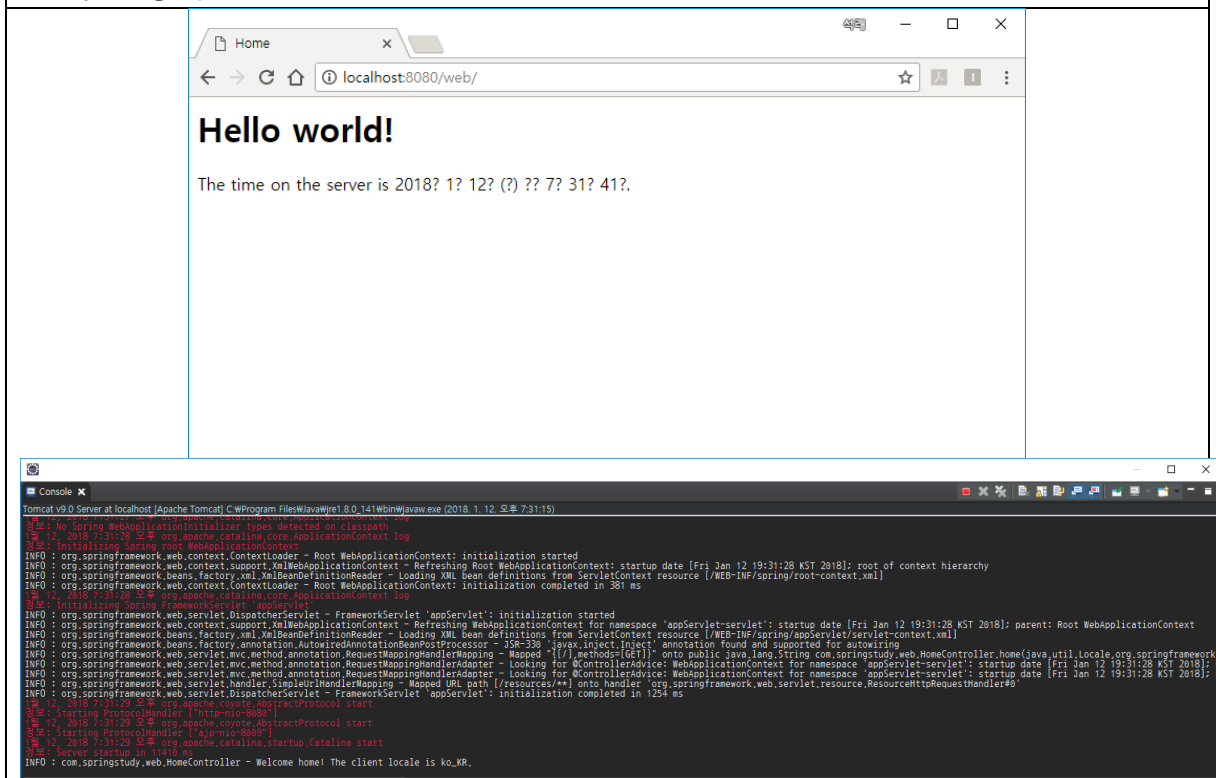 석리
Home
localhost:8080/web/
Hello world!
The time on the server is 2018? 1? 12? (?) ?? 7? 31? 41?.
Console
Tomcat v9.0 Server at localhost [Apache Tomcat] C:₩Program Files₩Java₩jre1.8.0_141₩bin₩javaw.exe (2018. 1. 12. 오후 7:31:15)
1월 12, 2018 7:31:27 오후 org.apache.catalina.core.ApplicationContext log
정보: No Spring WebApplicationInitializer types detected on classpath
1월 12, 2018 7:31:28 오후 org.apache.catalina.core.ApplicationContext log
정보: Initializing Spring root WebApplicationContext
INFO : org.springframework.web.context.ContextLoader - Root WebApplicationContext: initialization started
INFO : org.springframework.web.context.support.XmlWebApplicationContext - Refreshing Root WebApplicationContext: startup date [Fri Jan 12 19:31:28 KST 2018]; root of context hierarchy
INFO : org.springframework.beans.factory.xml.XmlBeanDefinitionReader - Loading XML bean definitions from ServletContext resource [/WEB-INF/spring/root-context.xml]
INFO : org.springframework.web.context.ContextLoader - Root WebApplicationContext: initialization completed in 381 ms
1월 12, 2018 7:31:28 오후 org.apache.catalina.core.ApplicationContext log
정보: Initializing Spring FrameworkServlet 'appServlet'
INFO : org.springframework.web.servlet.DispatcherServlet - FrameworkServlet 'appServlet': initialization started
INFO : org.springframework.web.context.support.XmlWebApplicationContext - Refreshing WebApplicationContext for namespace 'appServlet-servlet': startup date [Fri Jan 12 19:31:28 KST 2018]; parent: Root WebApplicationContext
INFO : org.springframework.beans.factory.xml.XmlBeanDefinitionReader - Loading XML bean definitions from ServletContext resource [/WEB-INF/spring/appServlet/servlet-context.xml]
INFO : org.springframework.beans.factory.annotation.AutowiredAnnotationBeanPostProcessor - JSR-330 'javax.inject.Inject' annotation found and supported for autowiring
INFO : org.springframework.web.servlet.mvc.method.annotation.RequestMappingHandlerMapping - Mapped "{[/],methods=[GET]}" onto public java.lang.String com.springstudy.web.HomeController.home(java.util.Locale,org.springframework
INFO : org.springframework.web.servlet.mvc.method.annotation.RequestMappingHandlerAdapter - Looking for @ControllerAdvice: WebApplicationContext for namespace 'appServlet-servlet': startup date [Fri Jan 12 19:31:28 KST 2018];
INFO : org.springframework.web.servlet.mvc.method.annotation.RequestMappingHandlerAdapter - Looking for @ControllerAdvice: WebApplicationContext for namespace 'appServlet-servlet': startup date [Fri Jan 12 19:31:28 KST 2018];
INFO : org.springframework.web.servlet.handler.SimpleUrlHandlerMapping - Mapped URL path [/resources/**] onto handler 'org.springframework.web.servlet.resource.ResourceHttpRequestHandler#0'
INFO : org.springframework.web.servlet.DispatcherServlet - FrameworkServlet 'appServlet': initialization completed in 1254 ms
1월 12, 2018 7:31:29 오후 org.apache.coyote.AbstractProtocol start
정보: Starting ProtocolHandler ["http-nio-8080"]
1월 12, 2018 7:31:29 오후 org.apache.coyote.AbstractProtocol start
정보: Starting ProtocolHandler ["ajp-nio-8009"]
1월 12, 2018 7:31:29 오후 org.apache.catalina.startup.Catalina start
정보: Server startup in 11410 ms
INFO : com.springstudy.web.HomeController - Welcome home! The client locale is ko_KR.